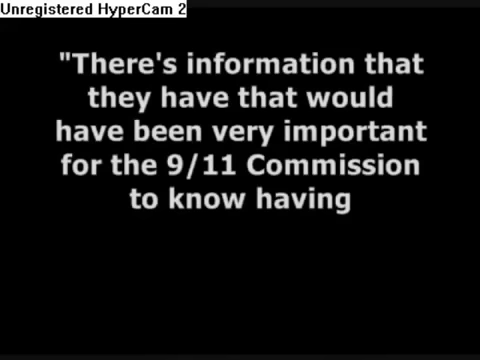 Unregistered HyperCam 2
"There's information that
they have that would
have been very important
for the 9/11 Commission
to know having